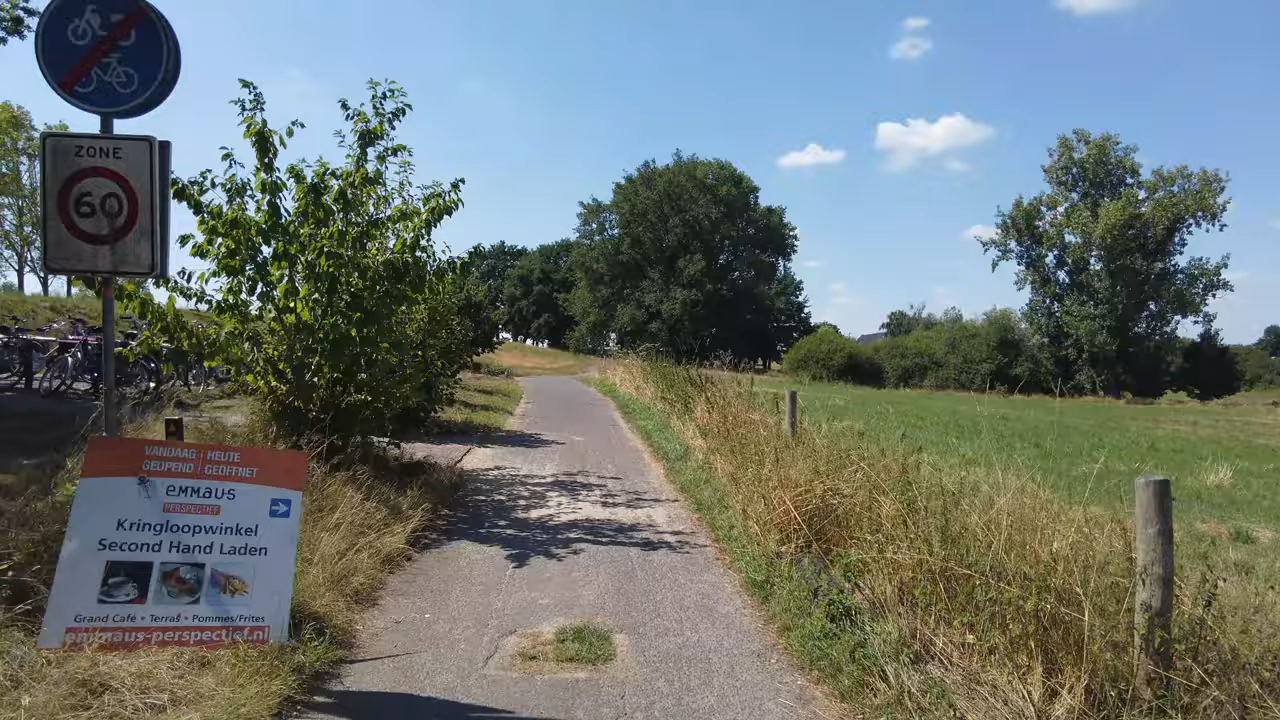 ZONE
60
VANDAAG HEUTE
GEOPEND GEÖFFNET
emmaus
PERSPECTIEF
Kringloopwinkel
Second Hand Laden
Grand Café • Terras • Pommes/Frites
emmaus-perspectief.nl